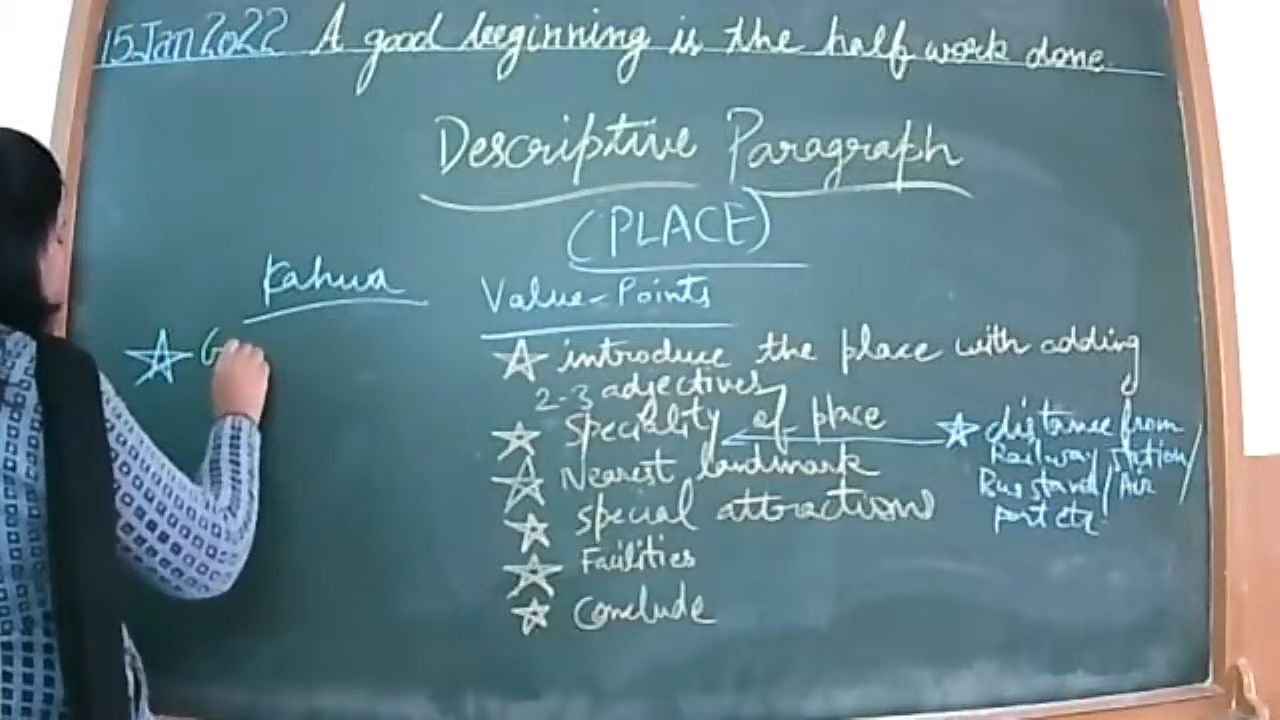 15 Jan 2022 A good beginning is the half work done.
Descriptive Paragraph
(PLACE)
Kahua
Value-Points
G
introduce the place with adding
2-3 adjectives
Speciality of place
Nearest landmark
special attractions
Facilities
Conclude
distance from
Railway station/
Bus stand/Air
port etc.